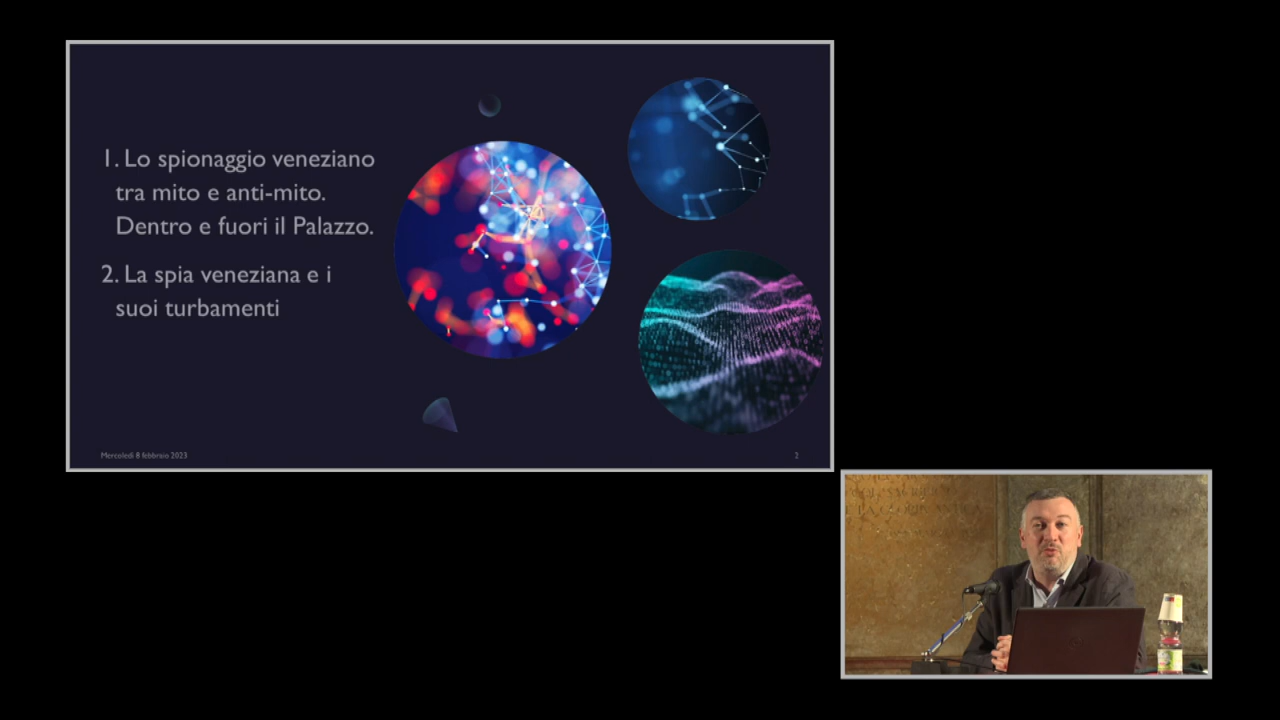 1. Lo spionaggio veneziano
tra mito e anti-mito.
Dentro e fuori il Palazzo.
2. La spia veneziana e i
suoi turbamenti
Mercoledì 8 febbraio 2023
2